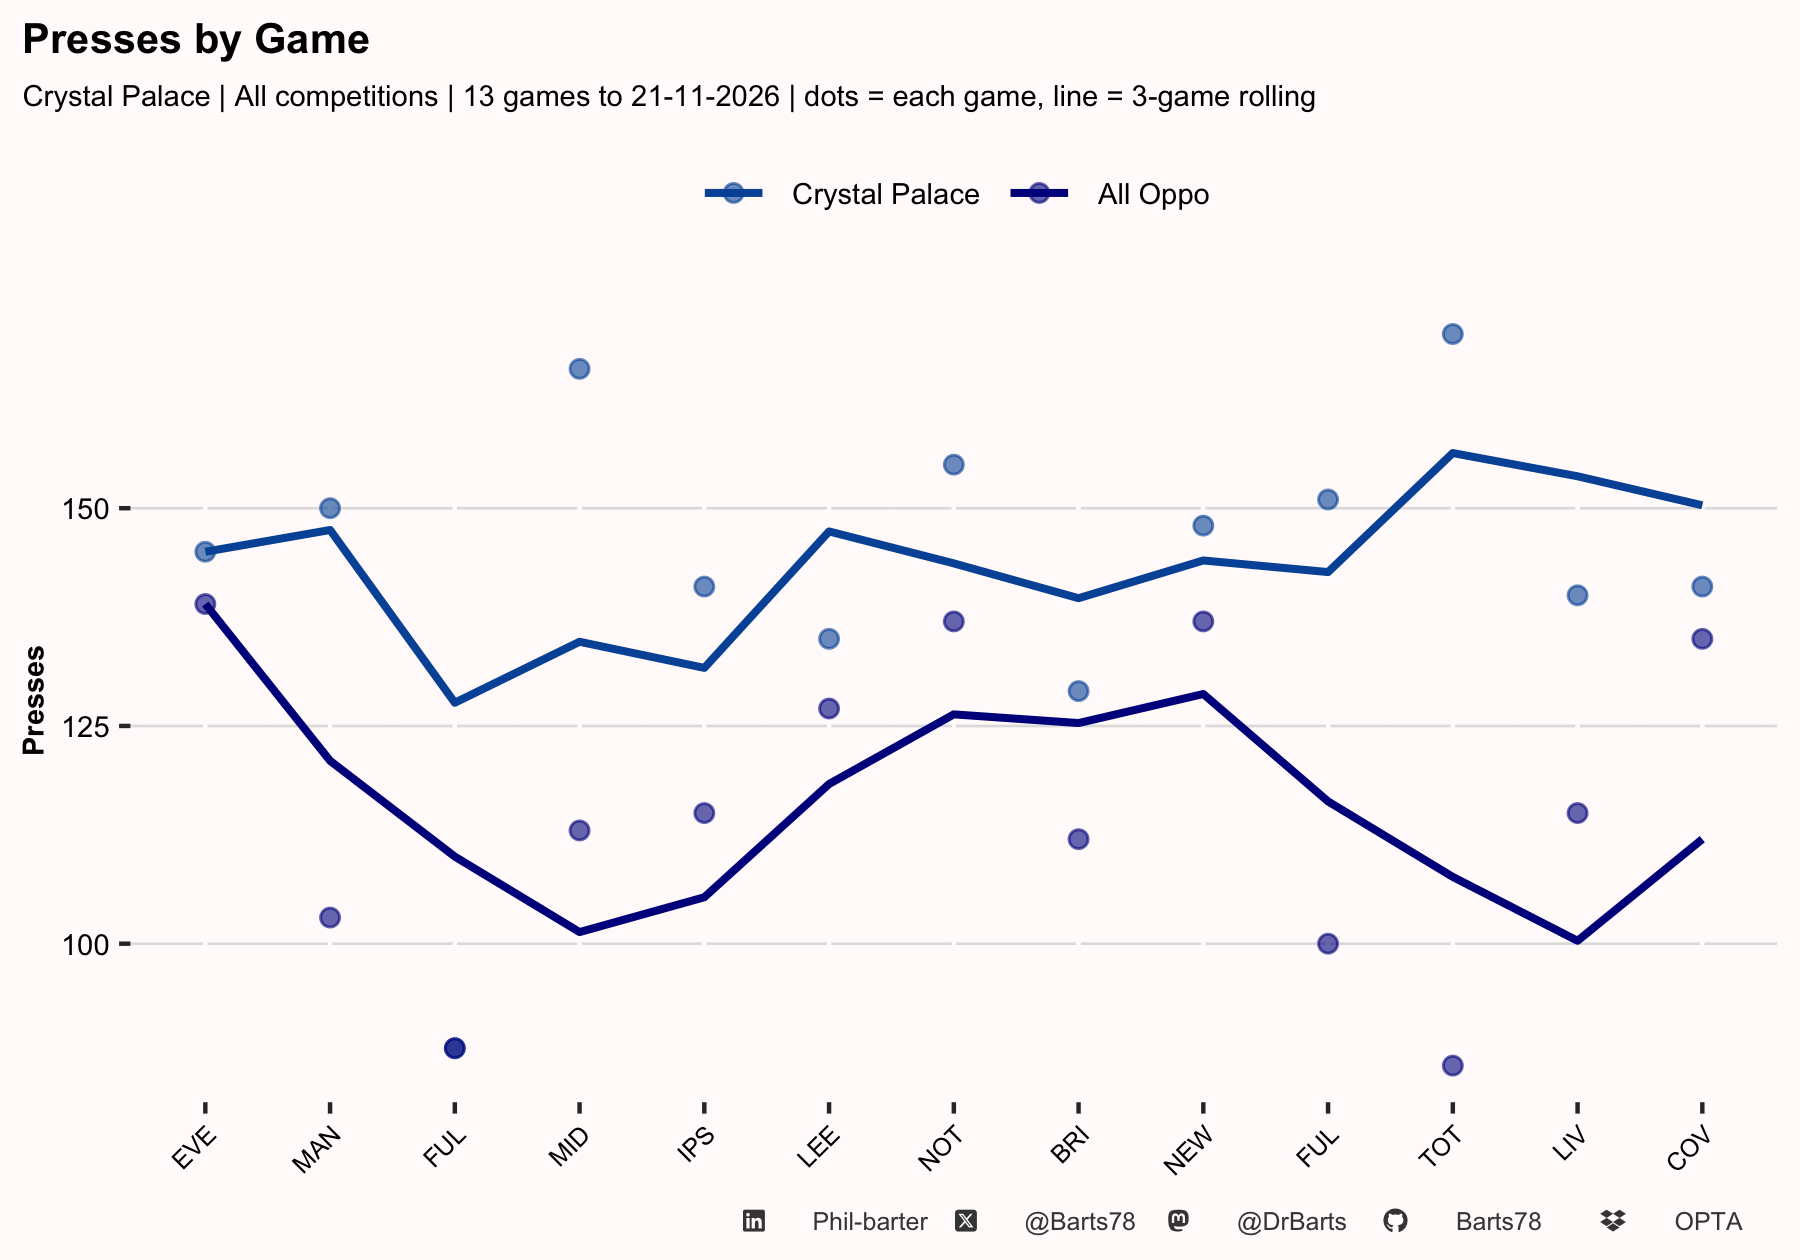 Presses by Game
Crystal Palace | All competitions | 13 games to 21-11-2026 | dots = each game, line = 3-game rolling
Crystal Palace All Oppo
Presses
150
125
100
EVE MAN FUL MID IPS LEE NOT BRI NEW FUL TOT LIV COV
Phil-barter @Barts78 @DrBarts Barts78 OPTA